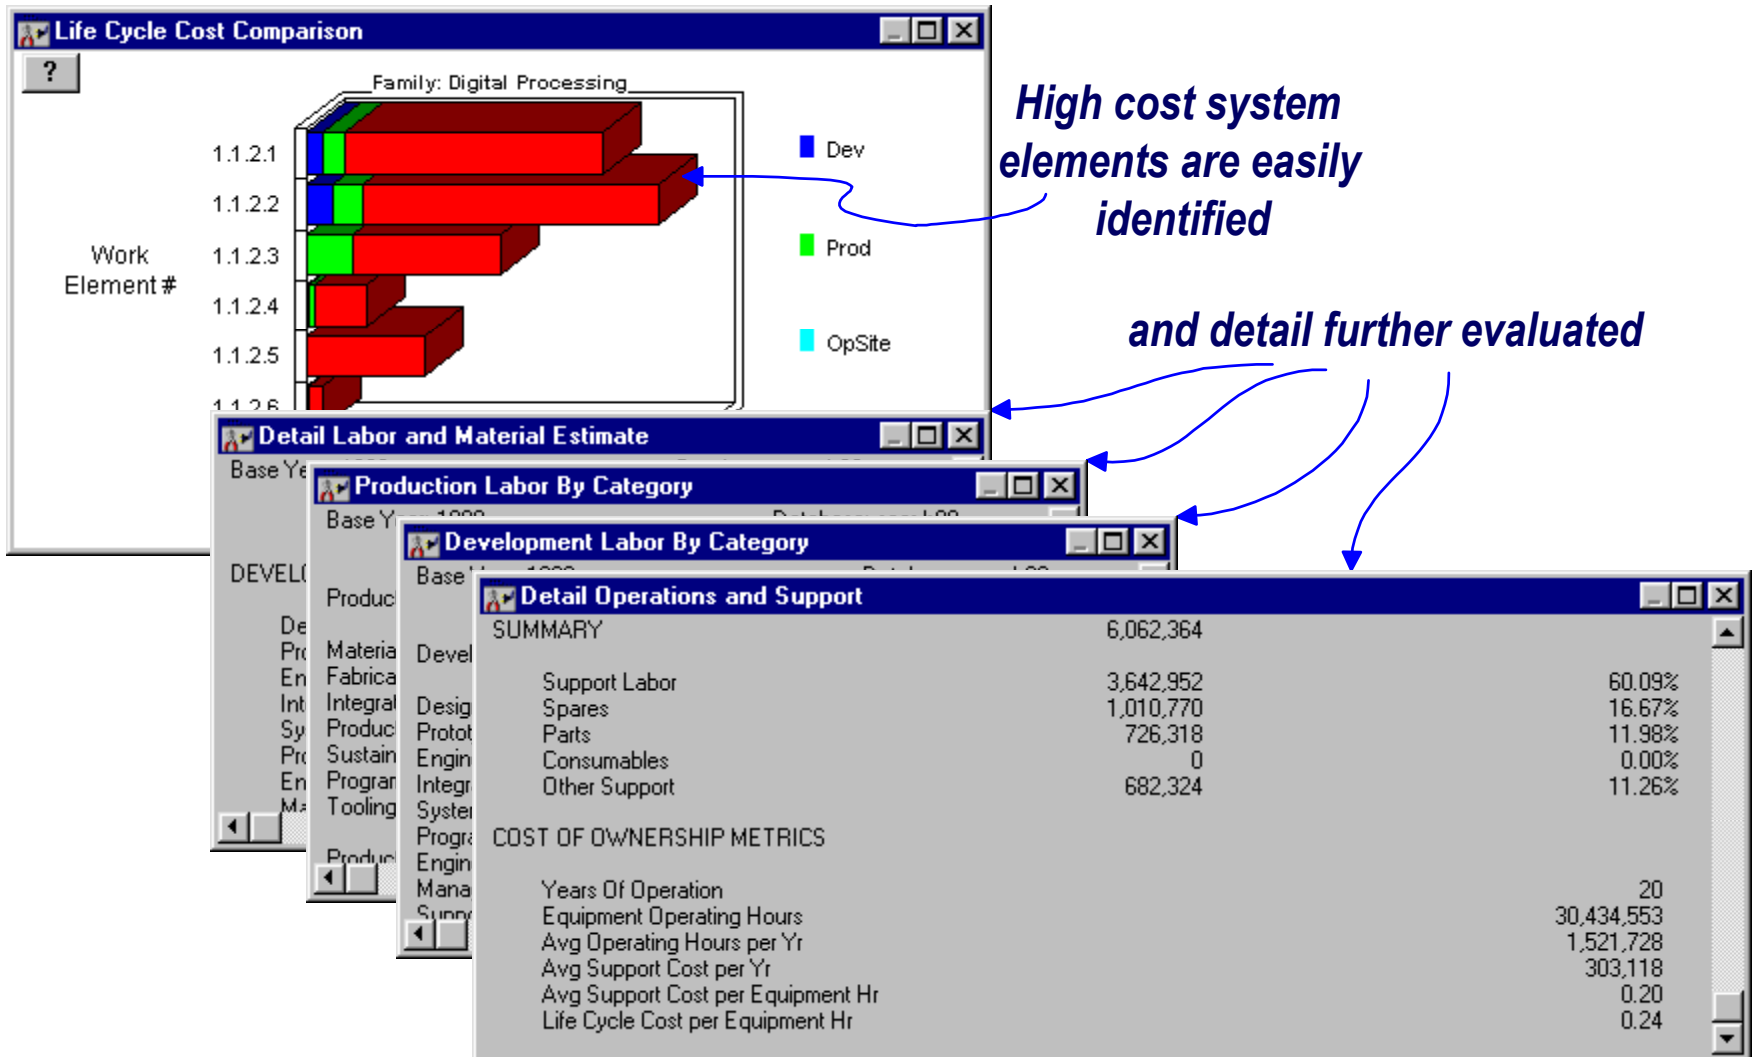 Life Cycle Cost Comparison
?
Family: Digital Processing
Work
Element #
1.1.2.1
1.1.2.2
1.1.2.3
1.1.2.4
1.1.2.5
1.1.2.6
Dev
Prod
OpSite
High cost system
elements are easily
identified
and detail further evaluated
Detail Labor and Material Estimate
Base
Production Labor By Category
Base
Development Labor By Category
Base
Detail Operations and Support
SUMMARY 6,062,364
Support Labor 3,642,952 60.09%
Spares 1,010,770 16.67%
Parts 726,318 11.98%
Consumables 0 0.00%
Other Support 682,324 11.26%
COST OF OWNERSHIP METRICS
Years Of Operation 20
Equipment Operating Hours 30,434,553
Avg Operating Hours per Yr 1,521,728
Avg Support Cost per Yr 303,118
Avg Support Cost per Equipment Hr 0.20
Life Cycle Cost per Equipment Hr 0.24